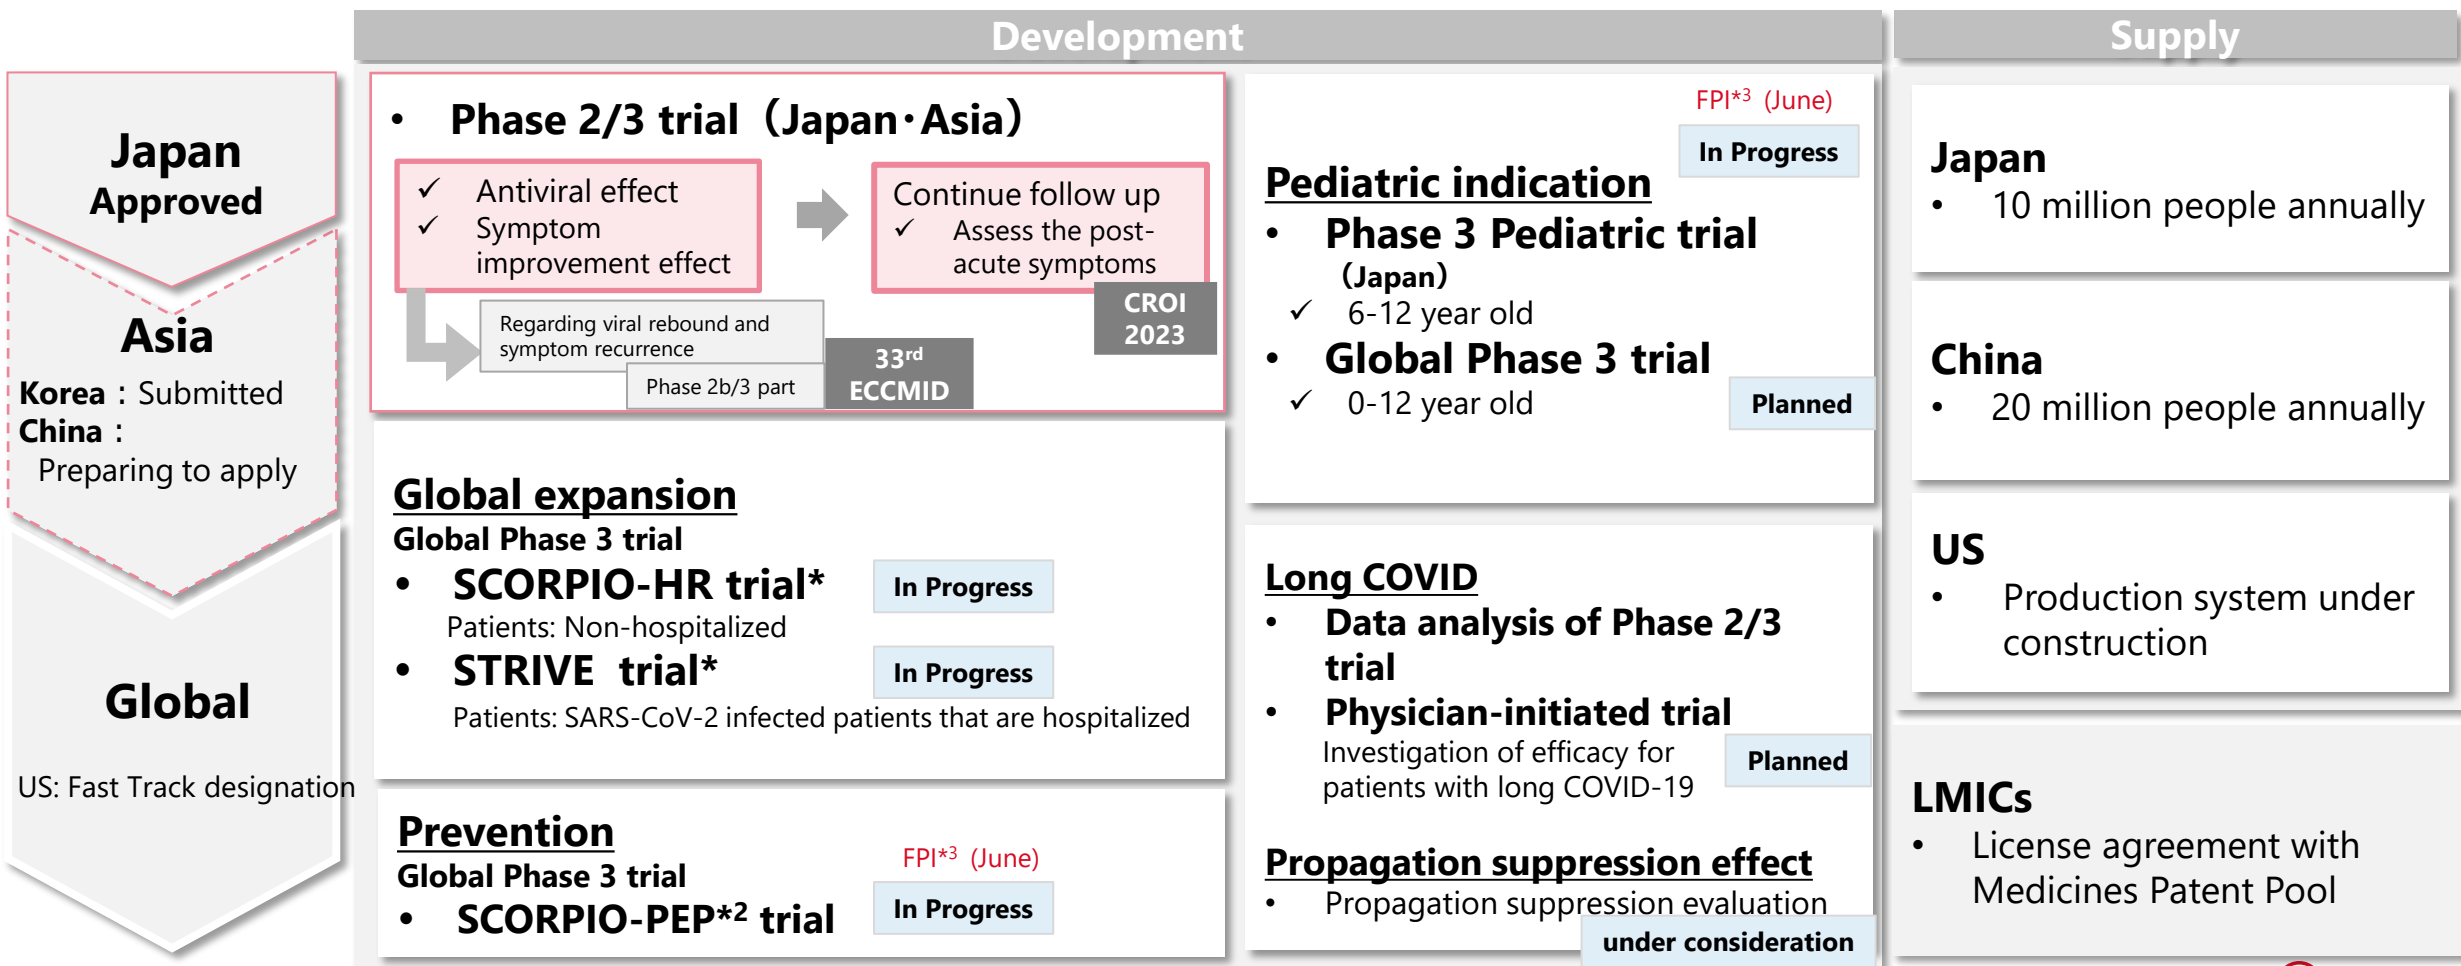 Development
Supply
Japan
Approved
Asia
Korea：Submitted
China：
Preparing to apply
Global
US: Fast Track designation
• Phase 2/3 trial（Japan・Asia）
✓ Antiviral effect
✓ Symptom
improvement effect
Continue follow up
✓ Assess the post-
acute symptoms
CROI
2023
Regarding viral rebound and
symptom recurrence
Phase 2b/3 part
33rd
ECCMID
Global expansion
Global Phase 3 trial
• SCORPIO-HR trial*
In Progress
Patients: Non-hospitalized
• STRIVE trial*
In Progress
Patients: SARS-CoV-2 infected patients that are hospitalized
Prevention
Global Phase 3 trial
FPI*3 (June)
• SCORPIO-PEP*2 trial
In Progress
FPI*3 (June)
In Progress
Pediatric indication
• Phase 3 Pediatric trial
（Japan）
✓ 6-12 year old
• Global Phase 3 trial
✓ 0-12 year old
Planned
Long COVID
• Data analysis of Phase 2/3
trial
• Physician-initiated trial
Investigation of efficacy for
patients with long COVID-19
Planned
Propagation suppression effect
• Propagation suppression evaluation
under consideration
Japan
• 10 million people annually
China
• 20 million people annually
US
• Production system under
construction
LMICs
• License agreement with
Medicines Patent Pool